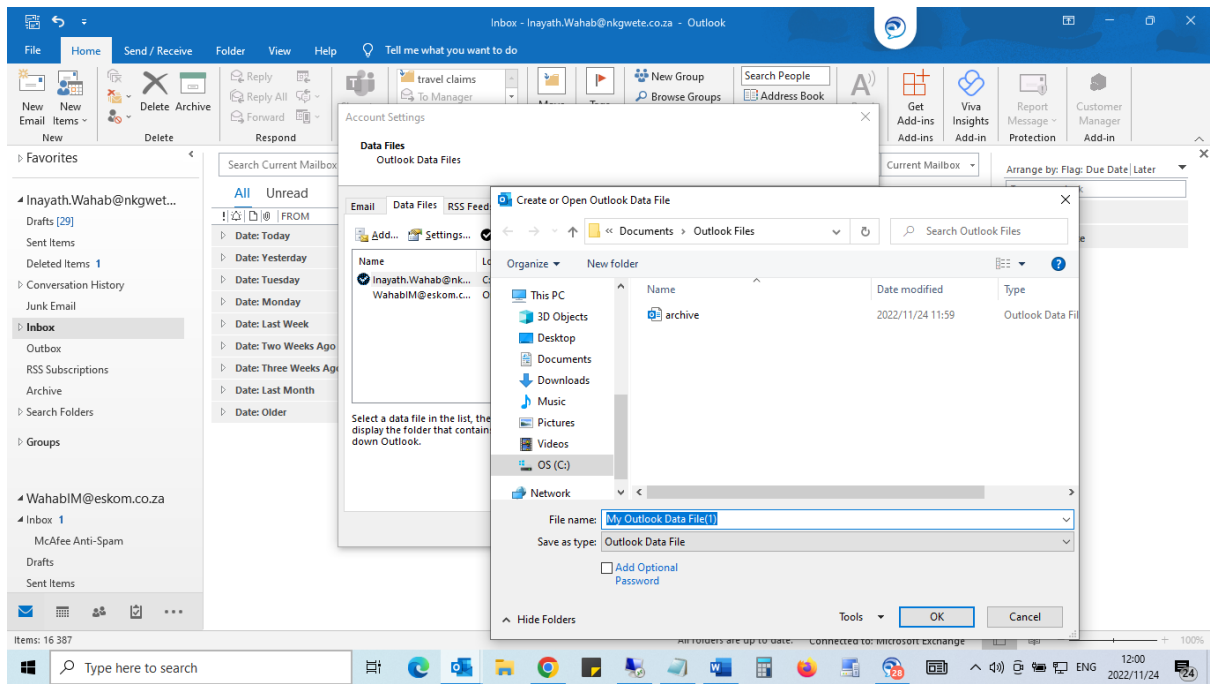 Inbox - Inayath.Wahab@nkgwete.co.za - Outlook
File Home Send / Receive Folder View Help Tell me what you want to do
New Email
New Items
New
Delete
Archive
Delete
Reply
Reply All
Forward
Respond
travel claims
To Manager
New Group
Browse Groups
Search People
Address Book
Get Add-ins
Add-ins
Viva Insights
Add-in
Report Message
Protection
Customer Manager
Add-in
Favorites
Inayath.Wahab@nkgwet...
Drafts [29]
Sent Items
Deleted Items 1
Conversation History
Junk Email
Inbox
Outbox
RSS Subscriptions
Archive
Search Folders
Groups
WahabIM@eskom.co.za
Inbox 1
McAfee Anti-Spam
Drafts
Sent Items
Search Current Mailbox
Current Mailbox
All Unread
FROM
Date: Today
Date: Yesterday
Date: Tuesday
Date: Monday
Date: Last Week
Date: Two Weeks Ago
Date: Three Weeks Ago
Date: Last Month
Date: Older
Arrange by: Flag: Due Date Later
Account Settings
Data Files
Outlook Data Files
Email Data Files RSS Feed
Add... Settings...
Name
Inayath.Wahab@nk...
WahabIM@eskom.c...
Select a data file in the list, the
display the folder that contain
down Outlook.
Create or Open Outlook Data File
« Documents › Outlook Files
Search Outlook Files
Organize New folder
This PC
3D Objects
Desktop
Documents
Downloads
Music
Pictures
Videos
OS (C:)
Network
Name Date modified Type
archive 2022/11/24 11:59 Outlook Data Fil
File name: My Outlook Data File(1)
Save as type: Outlook Data File
Add Optional
Password
Hide Folders Tools OK Cancel
Items: 16 387
All folders are up to date. Connected to: Microsoft Exchange
100%
Type here to search
28
ENG
12:00
2022/11/24
24